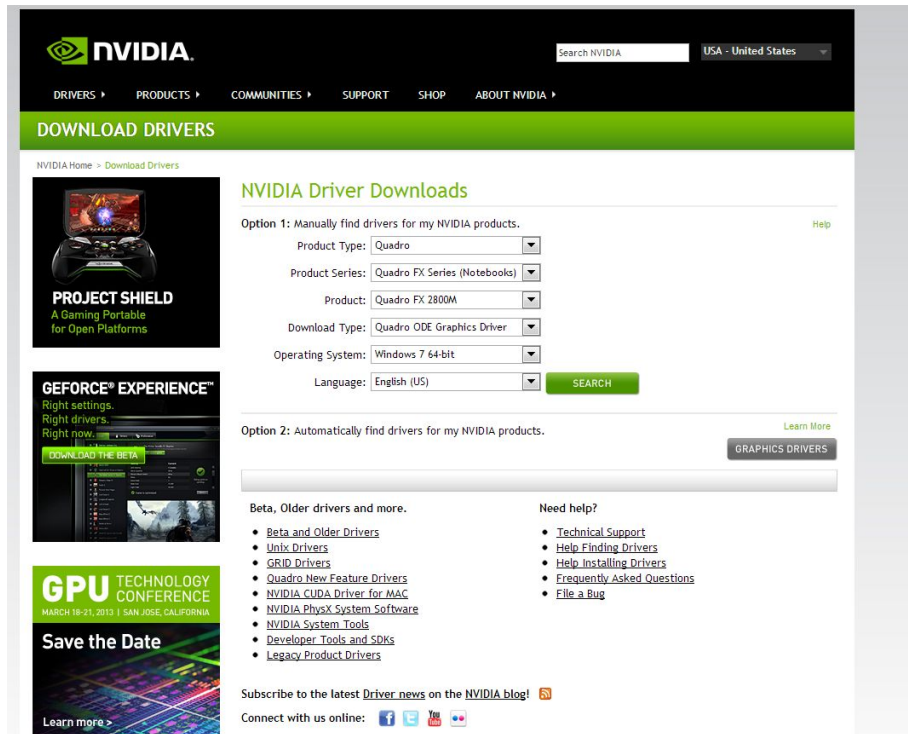 NVIDIA.
Search NVIDIA
USA - United States
DRIVERS PRODUCTS COMMUNITIES SUPPORT SHOP ABOUT NVIDIA
DOWNLOAD DRIVERS
NVIDIA Home > Download Drivers
PROJECT SHIELD
A Gaming Portable
for Open Platforms
GEFORCE® EXPERIENCE™
Right settings.
Right drivers.
Right now.
DOWNLOAD THE BETA
GPU TECHNOLOGY
CONFERENCE
MARCH 18-21, 2013 | SAN JOSE, CALIFORNIA
Save the Date
Learn more >
NVIDIA Driver Downloads
Option 1: Manually find drivers for my NVIDIA products.
Help
Product Type: Quadro
Product Series: Quadro FX Series (Notebooks)
Product: Quadro FX 2800M
Download Type: Quadro ODE Graphics Driver
Operating System: Windows 7 64-bit
Language: English (US)
SEARCH
Option 2: Automatically find drivers for my NVIDIA products.
Learn More
GRAPHICS DRIVERS
Beta, Older drivers and more.
Beta and Older Drivers
Unix Drivers
GRID Drivers
Quadro New Feature Drivers
NVIDIA CUDA Driver for MAC
NVIDIA PhysX System Software
NVIDIA System Tools
Developer Tools and SDKs
Legacy Product Drivers
Need help?
Technical Support
Help Finding Drivers
Help Installing Drivers
Frequently Asked Questions
File a Bug
Subscribe to the latest Driver news on the NVIDIA blog!
Connect with us online:
You Tube